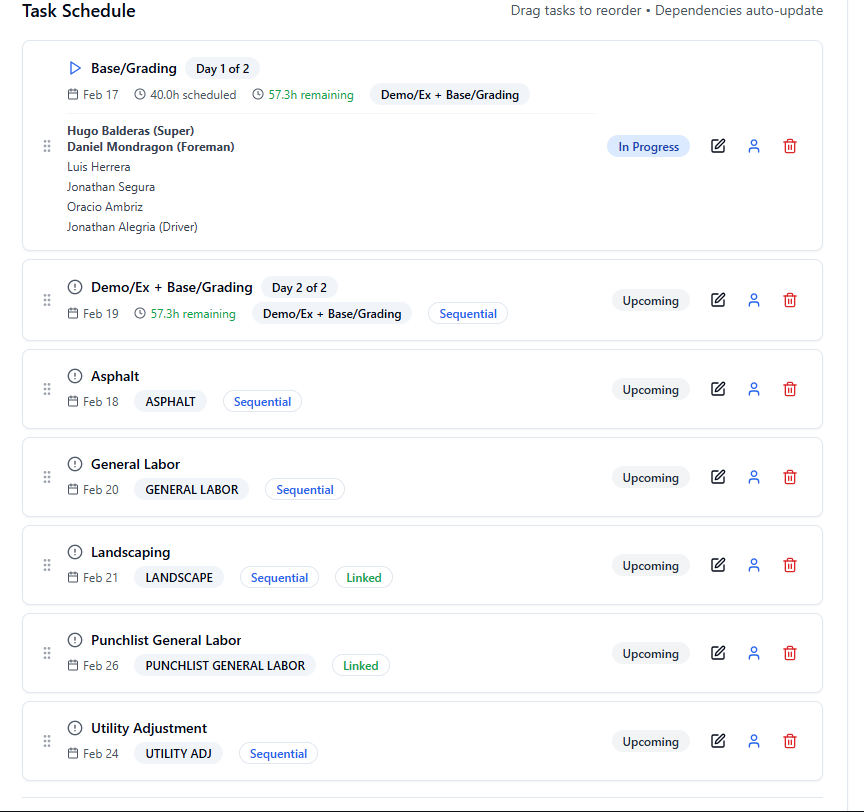 Task Schedule
Drag tasks to reorder • Dependencies auto-update
Base/Grading Day 1 of 2
Feb 17 40.0h scheduled 57.3h remaining Demo/Ex + Base/Grading
Hugo Balderas (Super)
Daniel Mondragon (Foreman)
Luis Herrera
Jonathan Segura
Oracio Ambriz
Jonathan Alegria (Driver)
In Progress
Demo/Ex + Base/Grading Day 2 of 2
Feb 19 57.3h remaining Demo/Ex + Base/Grading Sequential
Upcoming
Asphalt
Feb 18 ASPHALT Sequential
Upcoming
General Labor
Feb 20 GENERAL LABOR Sequential
Upcoming
Landscaping
Feb 21 LANDSCAPE Sequential Linked
Upcoming
Punchlist General Labor
Feb 26 PUNCHLIST GENERAL LABOR Linked
Upcoming
Utility Adjustment
Feb 24 UTILITY ADJ Sequential
Upcoming